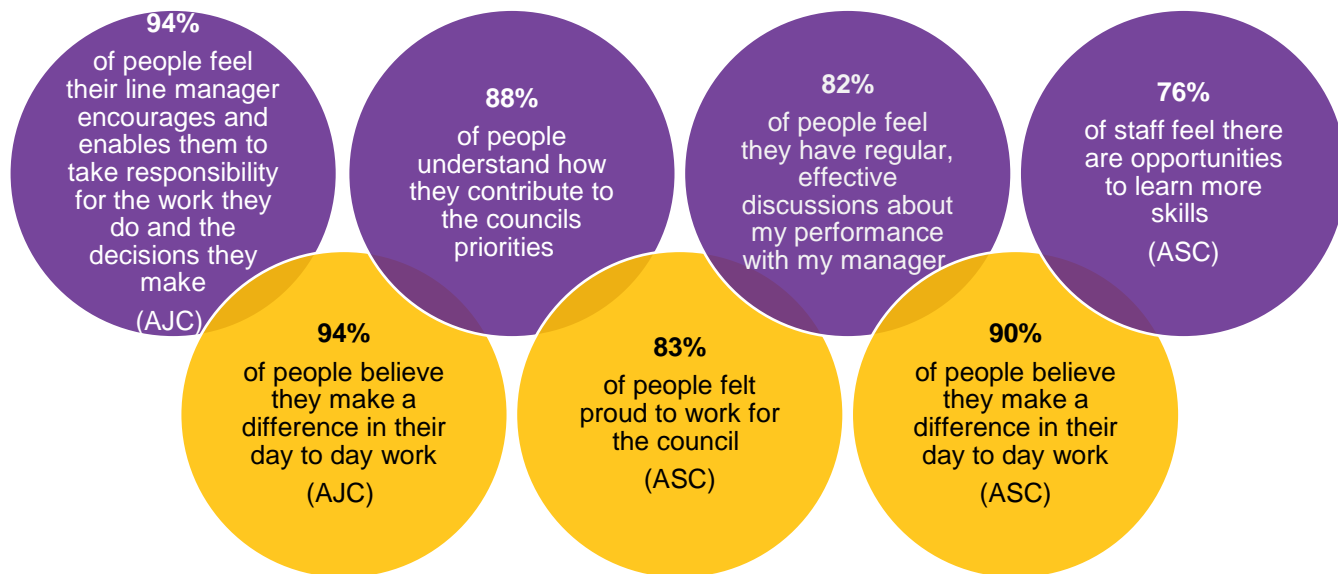 94%
of people feel
their line manager
encourages and
enables them to
take responsibility
for the work they
do and the
decisions they
make
(AJC)
88%
of people
understand how
they contribute to
the councils
priorities
82%
of people feel
they have regular,
effective
discussions about
my performance
with my manager
76%
of staff feel there
are opportunities
to learn more
skills
(ASC)
94%
of people believe
they make a
difference in their
day to day work
(AJC)
83%
of people felt
proud to work for
the council
(ASC)
90%
of people believe
they make a
difference in their
day to day work
(ASC)